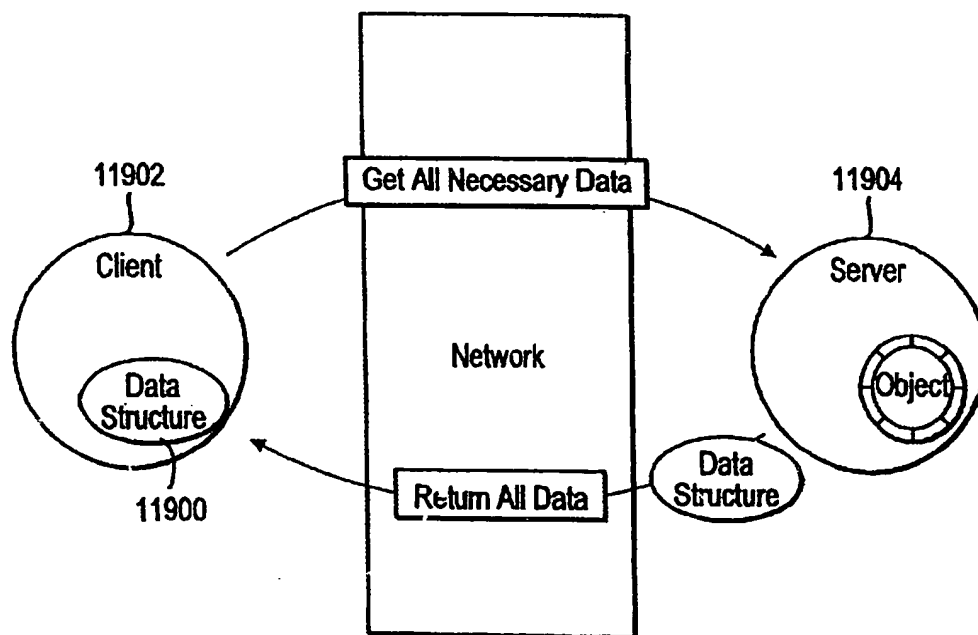 11902
Get All Necessary Data
11904
Client
Server
Network
Object
Data
Structure
Data
Structure
Return All Data
11900